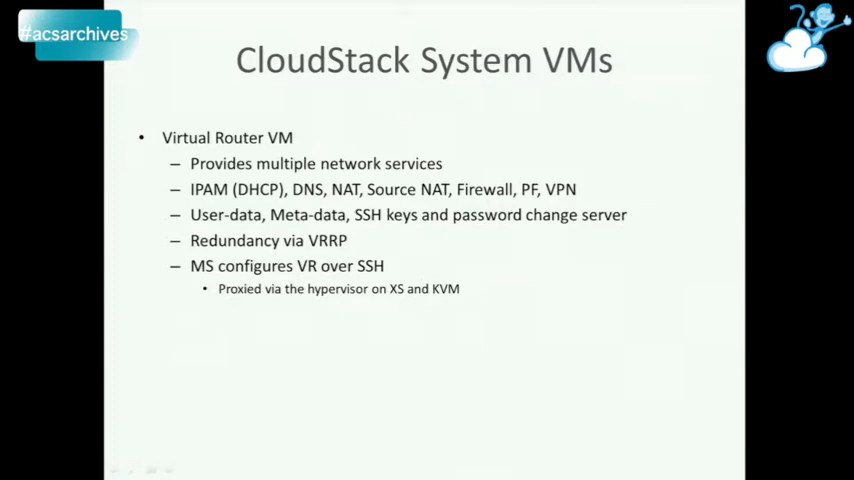 #acsarchives
CloudStack System VMs
• Virtual Router VM
– Provides multiple network services
– IPAM (DHCP), DNS, NAT, Source NAT, Firewall, PF, VPN
– User-data, Meta-data, SSH keys and password change server
– Redundancy via VRRP
– MS configures VR over SSH
• Proxied via the hypervisor on XS and KVM